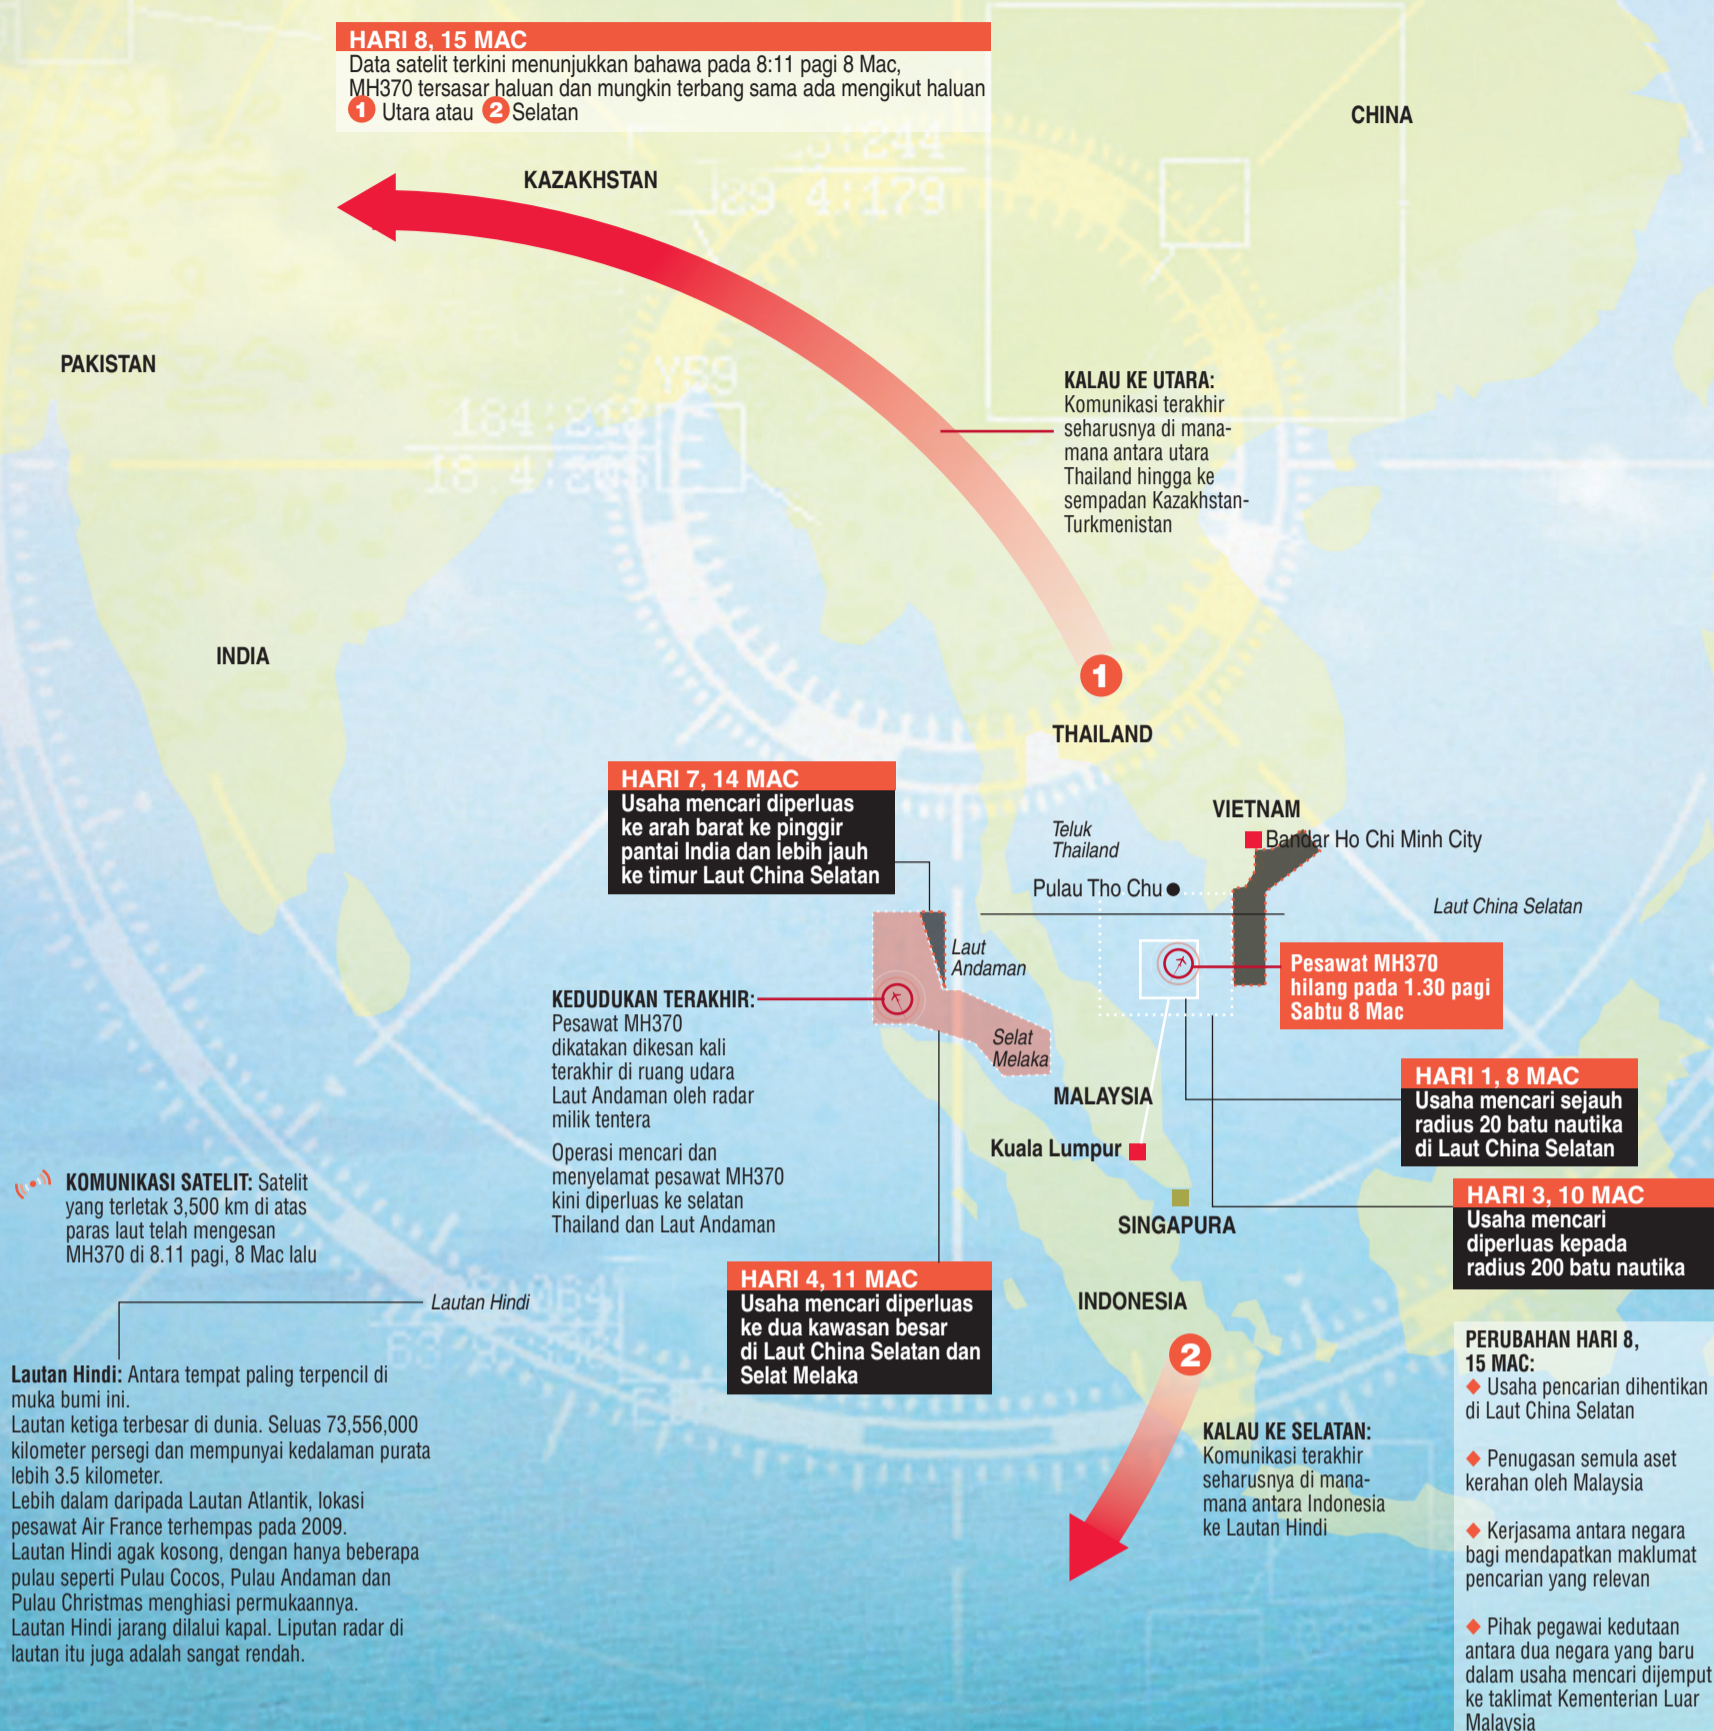 HARI 8, 15 MAC
Data satelit terkini menunjukkan bahawa pada 8:11 pagi 8 Mac,
MH370 tersasar haluan dan mungkin terbang sama ada mengikut haluan
1 Utara atau 2 Selatan
CHINA
KAZAKHSTAN
PAKISTAN
INDIA
KALAU KE UTARA:
Komunikasi terakhir
seharusnya di mana-
mana antara utara
Thailand hingga ke
sempadan Kazakhstan-
Turkmenistan
1
THAILAND
HARI 7, 14 MAC
Usaha mencari diperluas
ke arah barat ke pinggir
pantai India dan lebih jauh
ke timur Laut China Selatan
VIETNAM
Bandar Ho Chi Minh City
Teluk
Thailand
Pulau Tho Chu
Laut China Selatan
Laut
Andaman
Pesawat MH370
hilang pada 1.30 pagi
Sabtu 8 Mac
KEDUDUKAN TERAKHIR:
Pesawat MH370
dikatakan dikesan kali
terakhir di ruang udara
Laut Andaman oleh radar
milik tentera
Operasi mencari dan
menyelamat pesawat MH370
kini diperluas ke selatan
Thailand dan Laut Andaman
Selat
Melaka
MALAYSIA
Kuala Lumpur
SINGAPURA
HARI 1, 8 MAC
Usaha mencari sejauh
radius 20 batu nautika
di Laut China Selatan
HARI 3, 10 MAC
Usaha mencari
diperluas kepada
radius 200 batu nautika
KOMUNIKASI SATELIT: Satelit
yang terletak 3,500 km di atas
paras laut telah mengesan
MH370 di 8.11 pagi, 8 Mac lalu
Lautan Hindi
HARI 4, 11 MAC
Usaha mencari diperluas
ke dua kawasan besar
di Laut China Selatan dan
Selat Melaka
INDONESIA
2
Lautan Hindi: Antara tempat paling terpencil di
muka bumi ini.
Lautan ketiga terbesar di dunia. Seluas 73,556,000
kilometer persegi dan mempunyai kedalaman purata
lebih 3.5 kilometer.
Lebih dalam daripada Lautan Atlantik, lokasi
pesawat Air France terhempas pada 2009.
Lautan Hindi agak kosong, dengan hanya beberapa
pulau seperti Pulau Cocos, Pulau Andaman dan
Pulau Christmas menghiasi permukaannya.
Lautan Hindi jarang dilalui kapal. Liputan radar di
lautan itu juga adalah sangat rendah.
KALAU KE SELATAN:
Komunikasi terakhir
seharusnya di mana-
mana antara Indonesia
ke Lautan Hindi
PERUBAHAN HARI 8,
15 MAC:
◆ Usaha pencarian dihentikan
di Laut China Selatan
◆ Penugasan semula aset
kerahan oleh Malaysia
◆ Kerjasama antara negara
bagi mendapatkan maklumat
pencarian yang relevan
◆ Pihak pegawai kedutaan
antara dua negara yang baru
dalam usaha mencari dijemput
ke taklimat Kementerian Luar
Malaysia